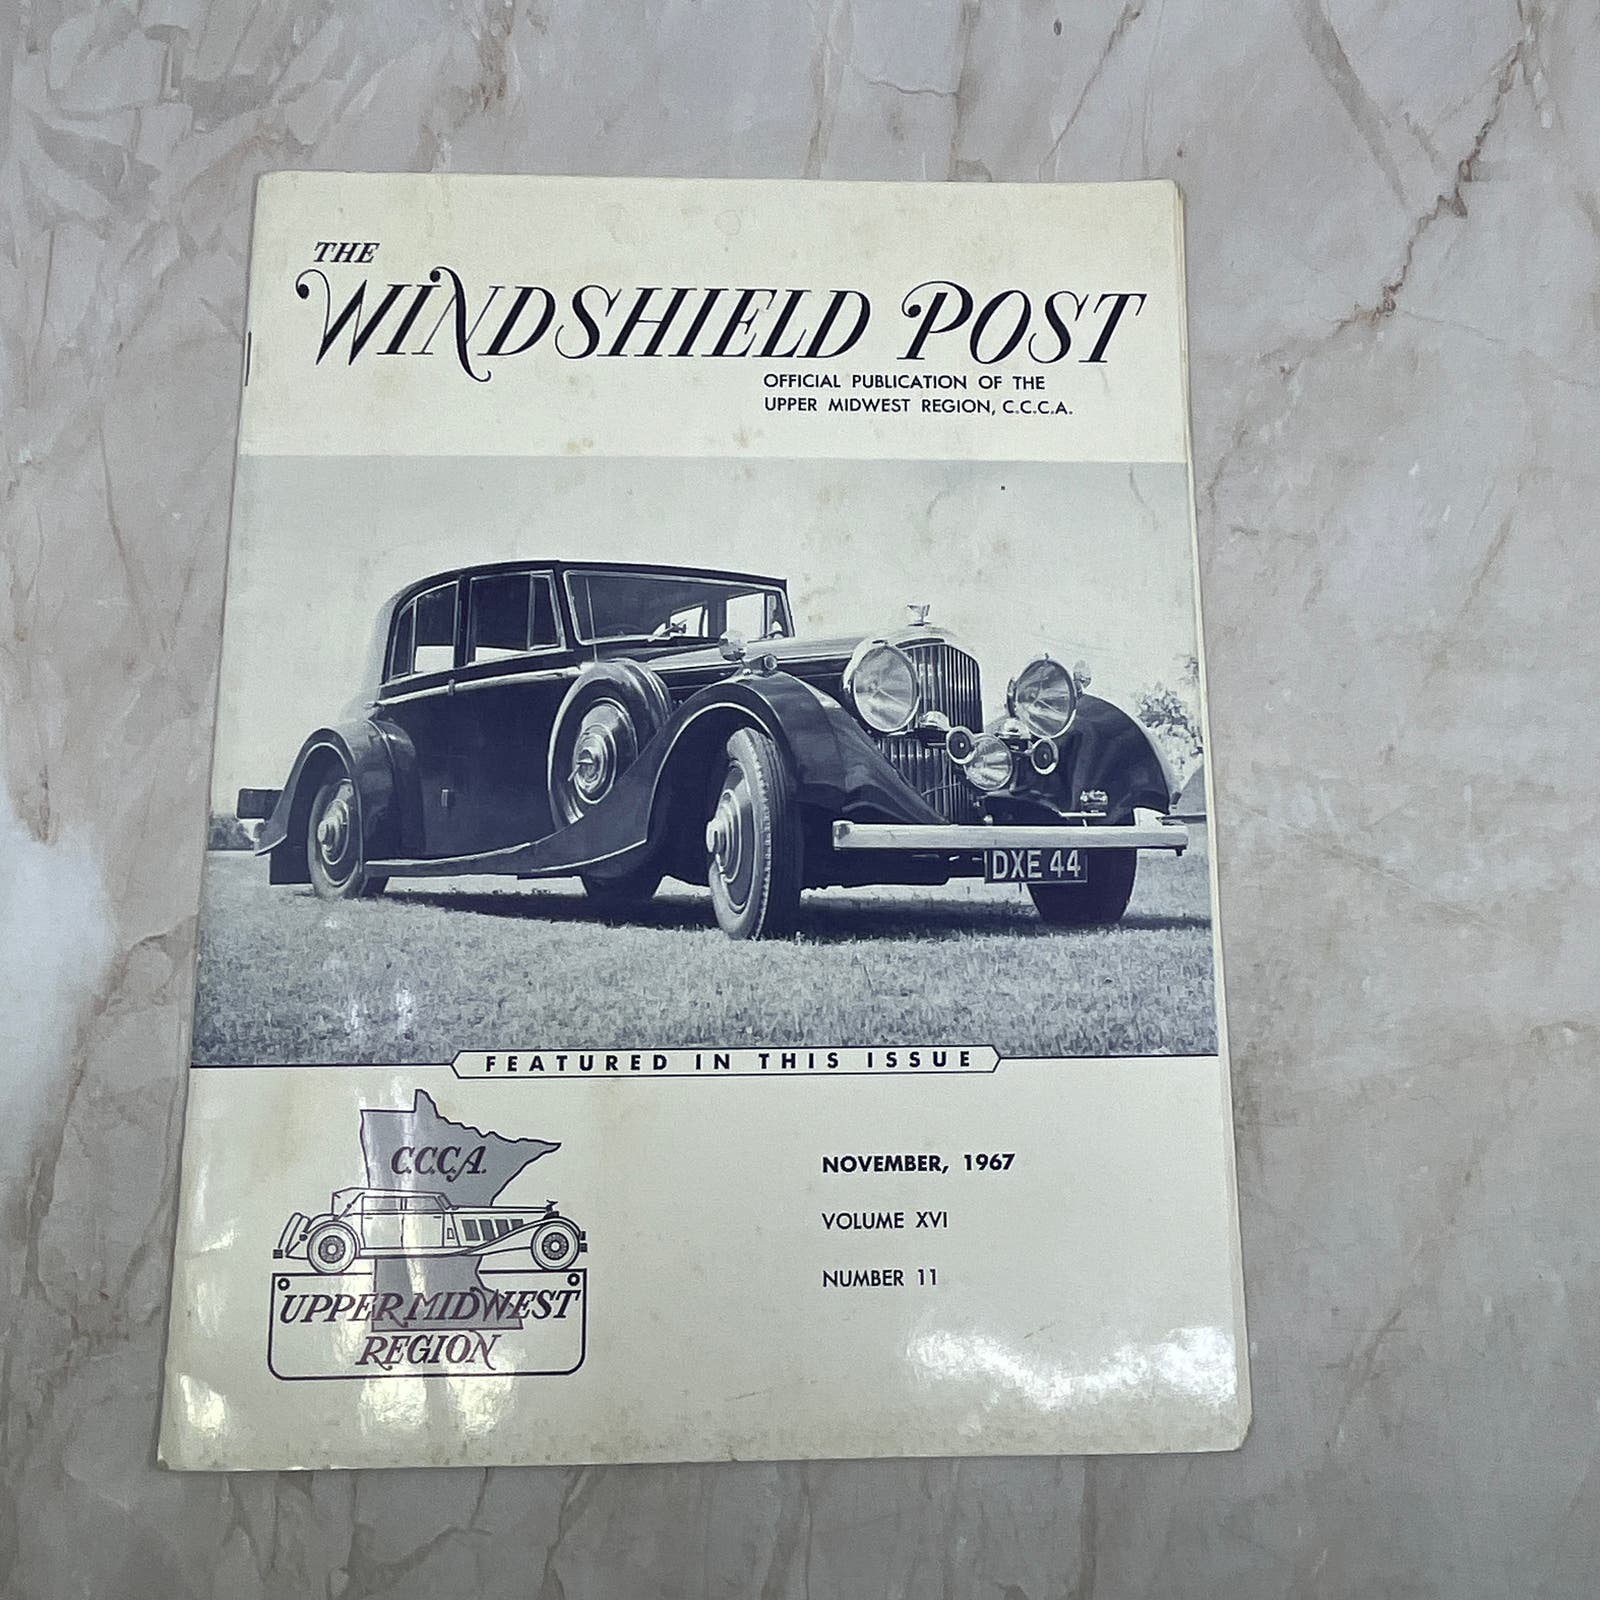 THE
WINDSHIELD POST
OFFICIAL PUBLICATION OF THE
UPPER MIDWEST REGION, C.C.C.A.
DXE 44
FEATURED IN THIS ISSUE
C.C.C.A.
UPPER MIDWEST
REGION
NOVEMBER, 1967
VOLUME XVI
NUMBER 11